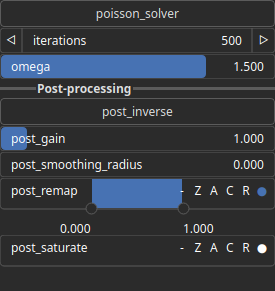 poisson_solver
iterations 500
omega 1.500
Post-processing
post_inverse
post_gain 1.000
post_smoothing_radius 0.000
post_remap - Z A C R
0.000 1.000
post_saturate - Z A C R